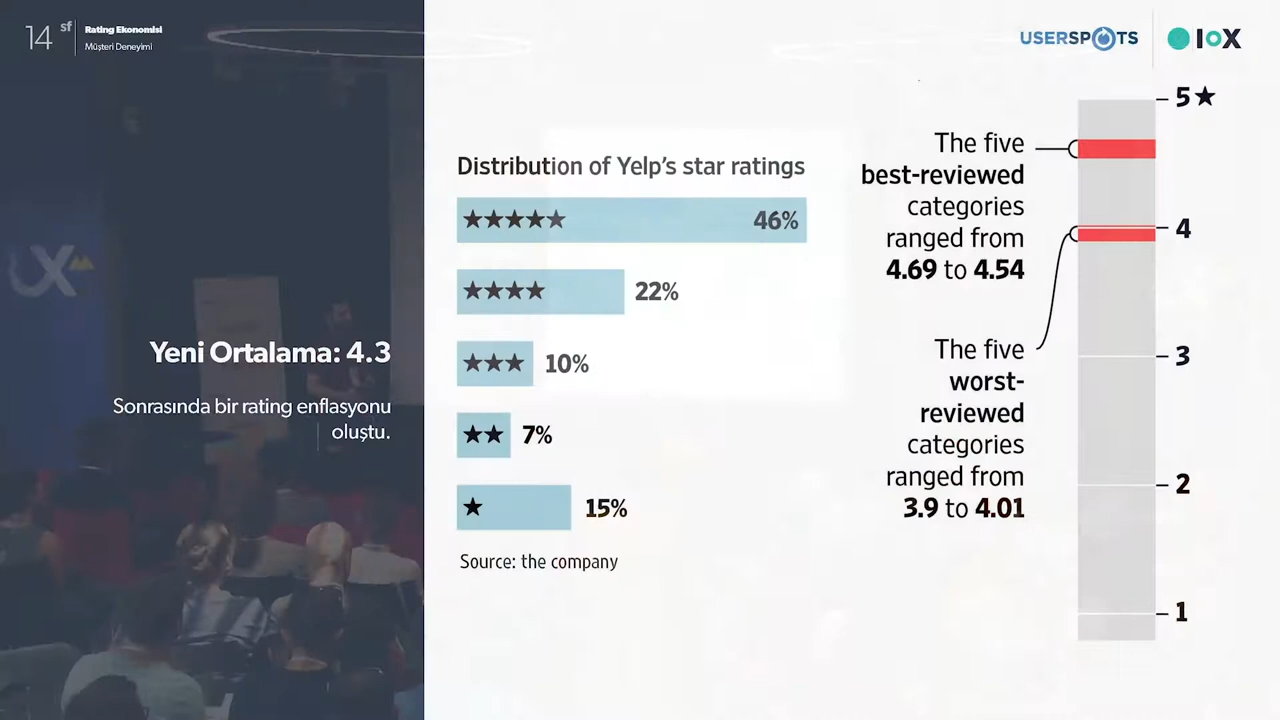 14 sf
Rating Ekonomisi
Müşteri Deneyimi
USERSPOTS
IoX
UX
Yeni Ortalama: 4.3
Sonrasında bir rating enflasyonu
oluştu.
Distribution of Yelp's star ratings
★★★★★ 46%
★★★★ 22%
★★★ 10%
★★ 7%
★ 15%
Source: the company
The five
best-reviewed
categories
ranged from
4.69 to 4.54
The five
worst-
reviewed
categories
ranged from
3.9 to 4.01
5★
4
3
2
1